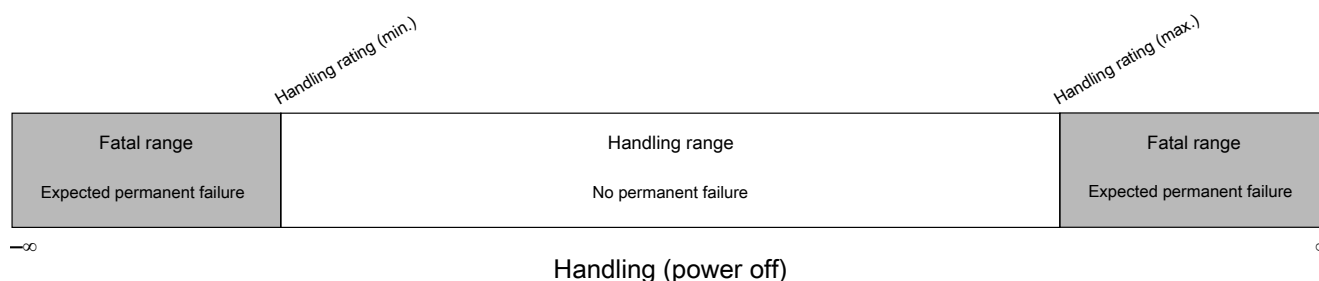 Handling rating (min.)
Handling rating (max.)
Fatal range
Handling range
Fatal range
Expected permanent failure
No permanent failure
Expected permanent failure
–∞
Handling (power off)